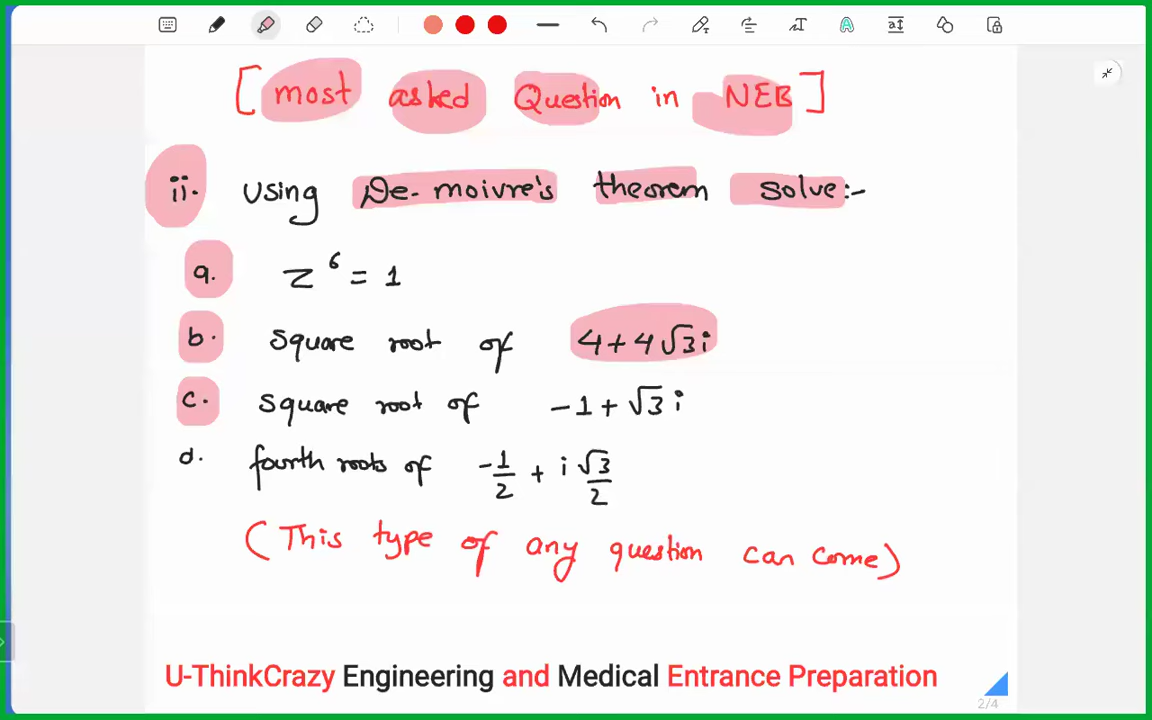 [ most asked Question in NEB ]
ii. Using De-moivre's theorem solve:-
a. z⁶ = 1
b. square root of 4+4√3i
c. square root of -1+√3i
d. fourth roots of -1/2 + i√3/2
(This type of any question can come)
U-ThinkCrazy Engineering and Medical Entrance Preparation
2/4